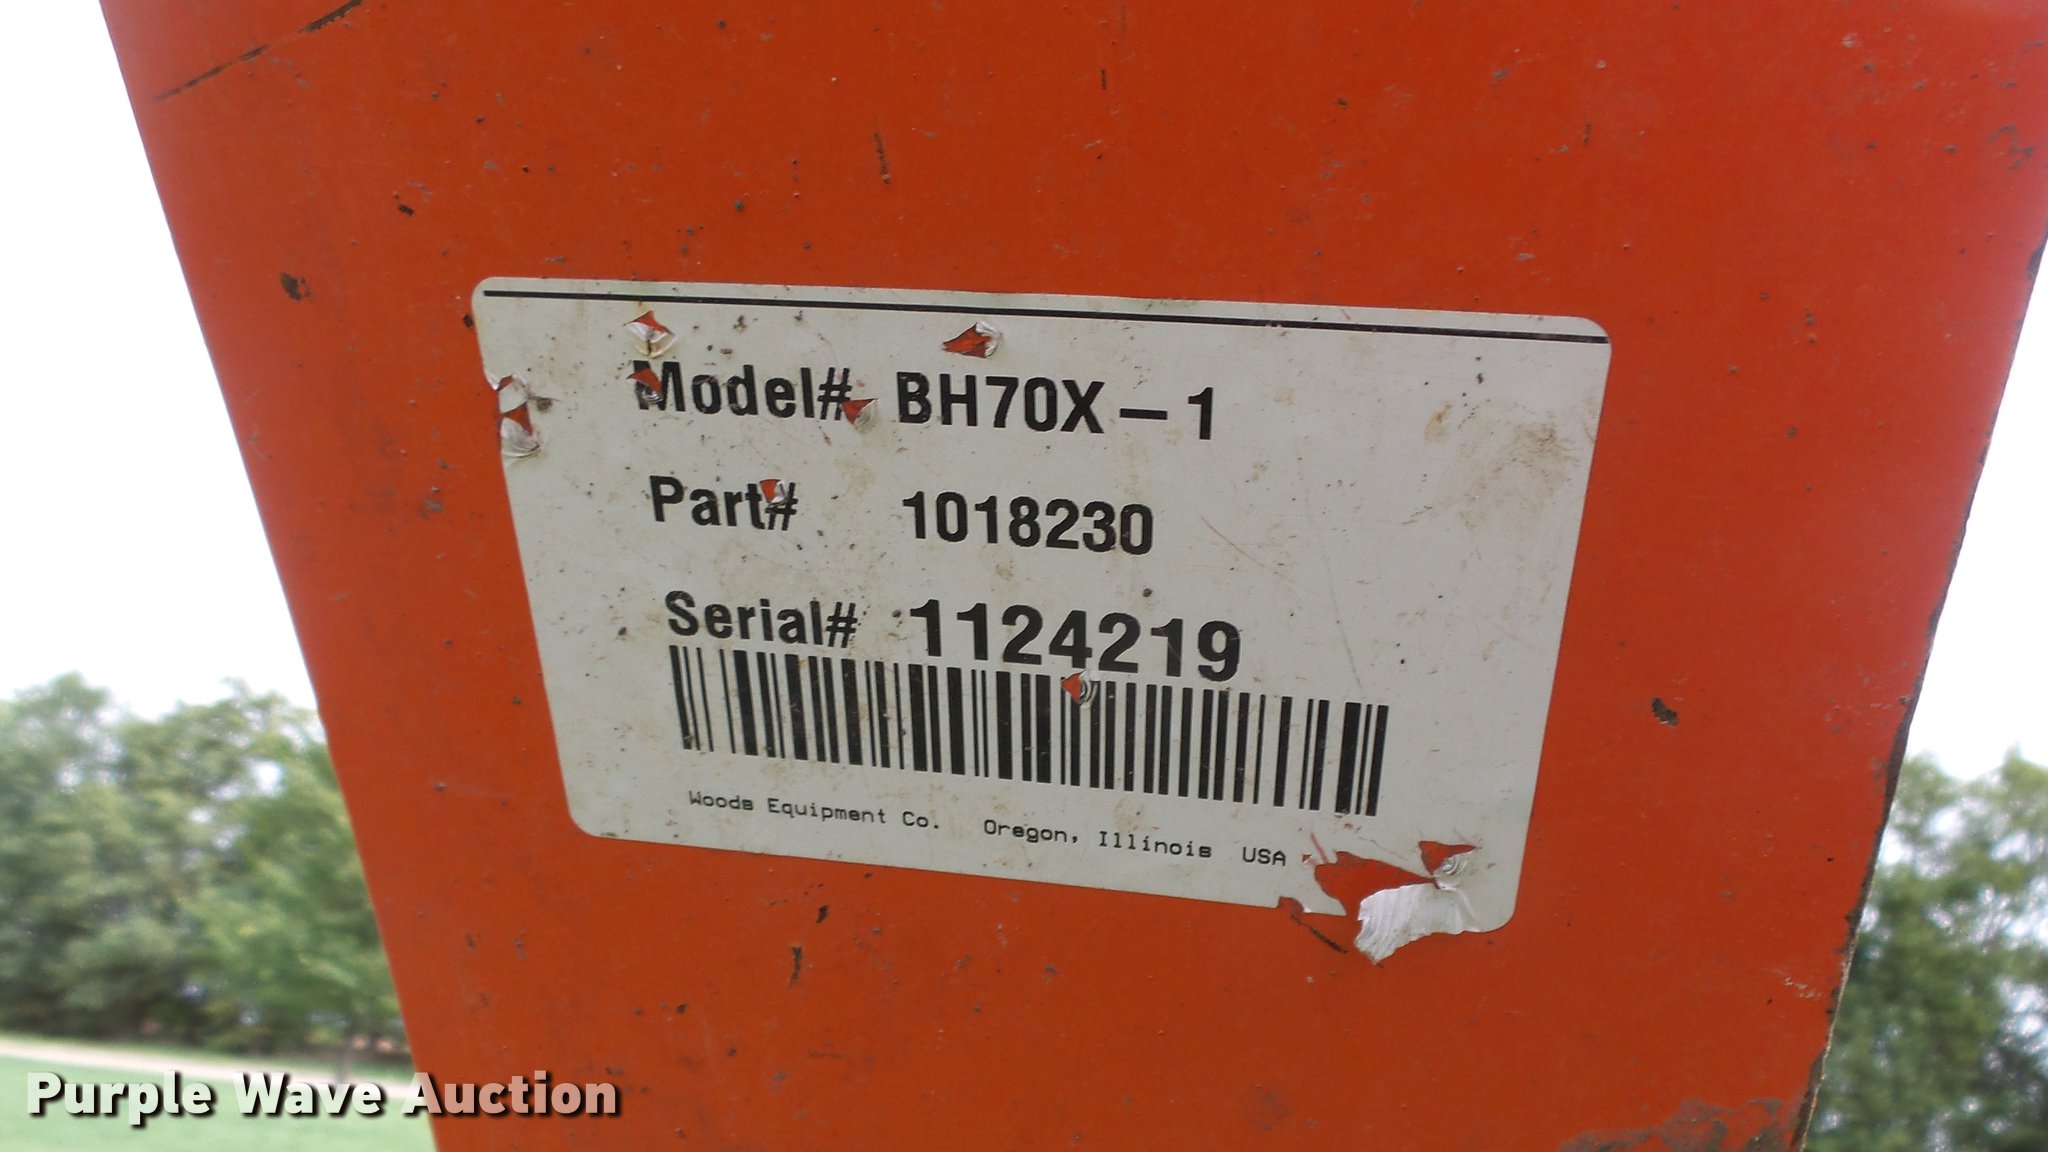 Model# BH70X-1
Part# 1018230
Serial# 1124219
Woods Equipment Co. Oregon, Illinois USA
Purple Wave Auction